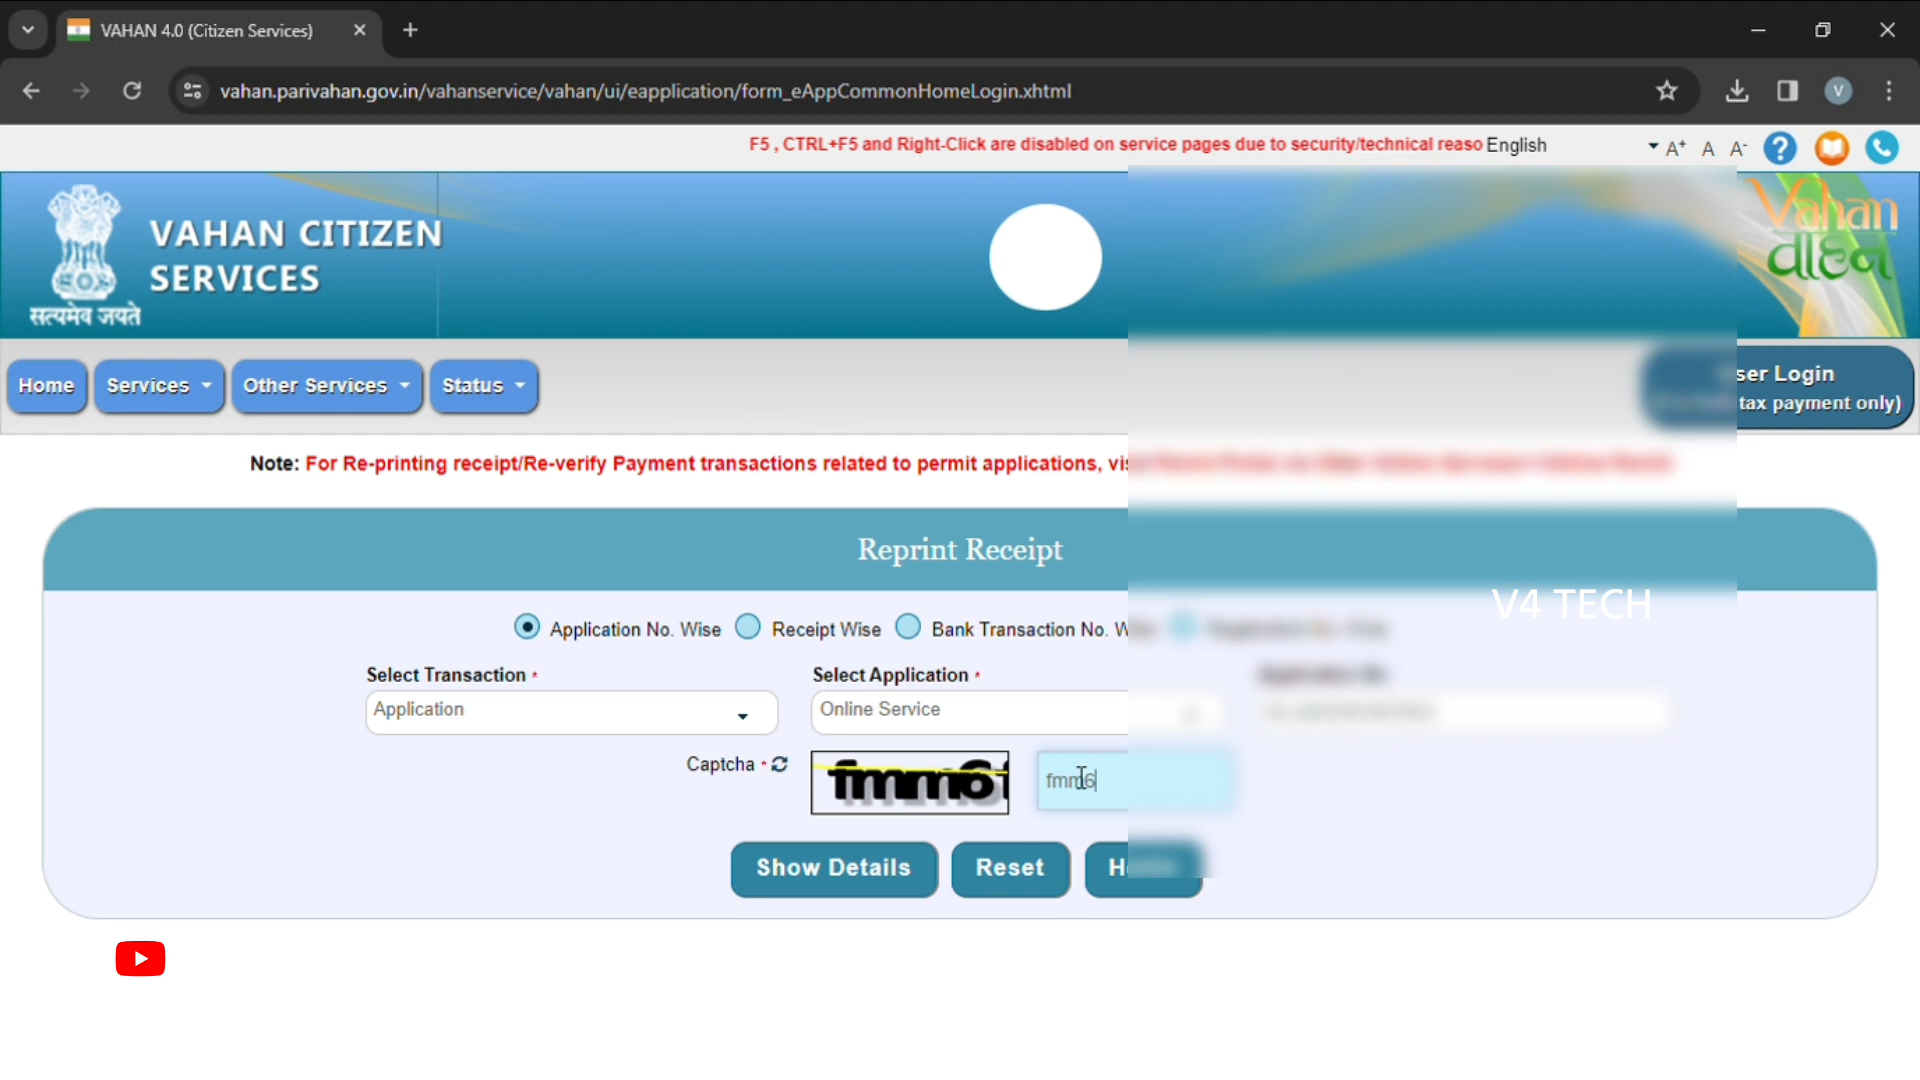 VAHAN 4.0 (Citizen Services)
vahan.parivahan.gov.in/vahanservice/vahan/ui/eapplication/form_eAppCommonHomeLogin.xhtml
F5 , CTRL+F5 and Right-Click are disabled on service pages due to security/technical reaso English
A+ A A-
VAHAN CITIZEN
SERVICES
सत्यमेव जयते
Vahan
વાહન
Home Services Other Services Status
ser Login
tax payment only)
Note: For Re-printing receipt/Re-verify Payment transactions related to permit applications,
Reprint Receipt
V4 TECH
Application No. Wise Receipt Wise Bank Transaction No.
Select Transaction * Select Application *
Application Online Service
Captcha * fmm6 fmm6
Show Details Reset